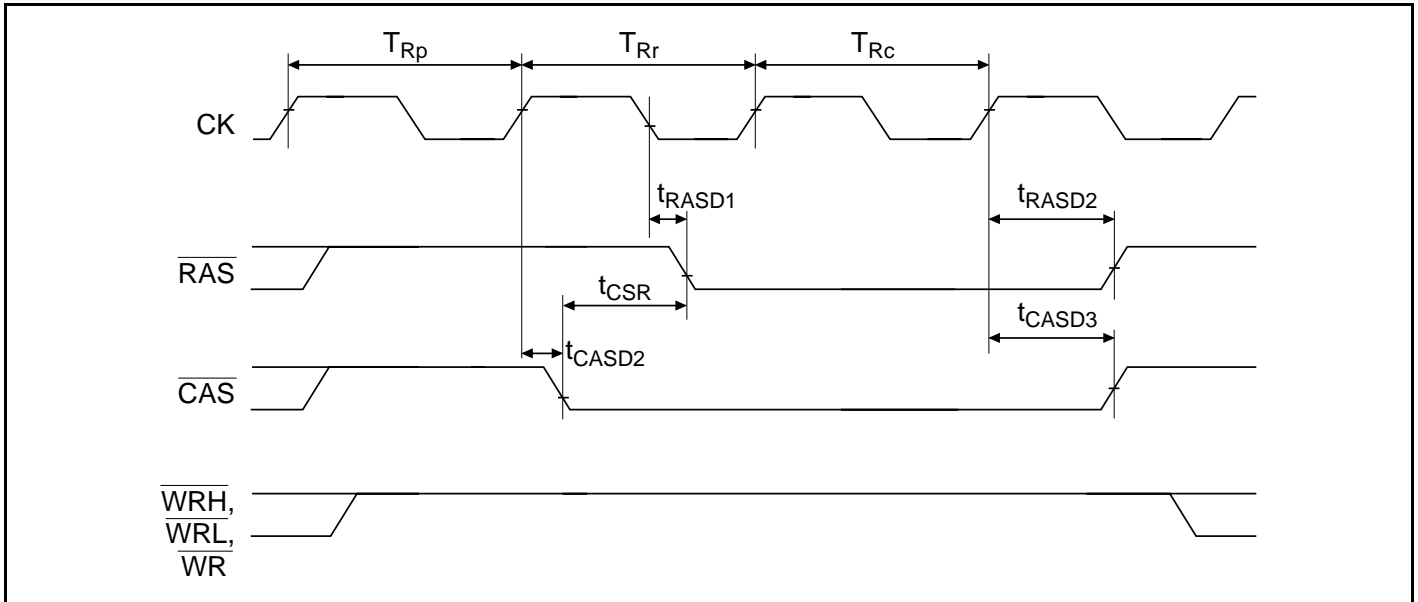 TRp TRr TRc
CK
tRASD1 tRASD2
RAS
tCSR
tCASD3
tCASD2
CAS
WRH,
WRL,
WR